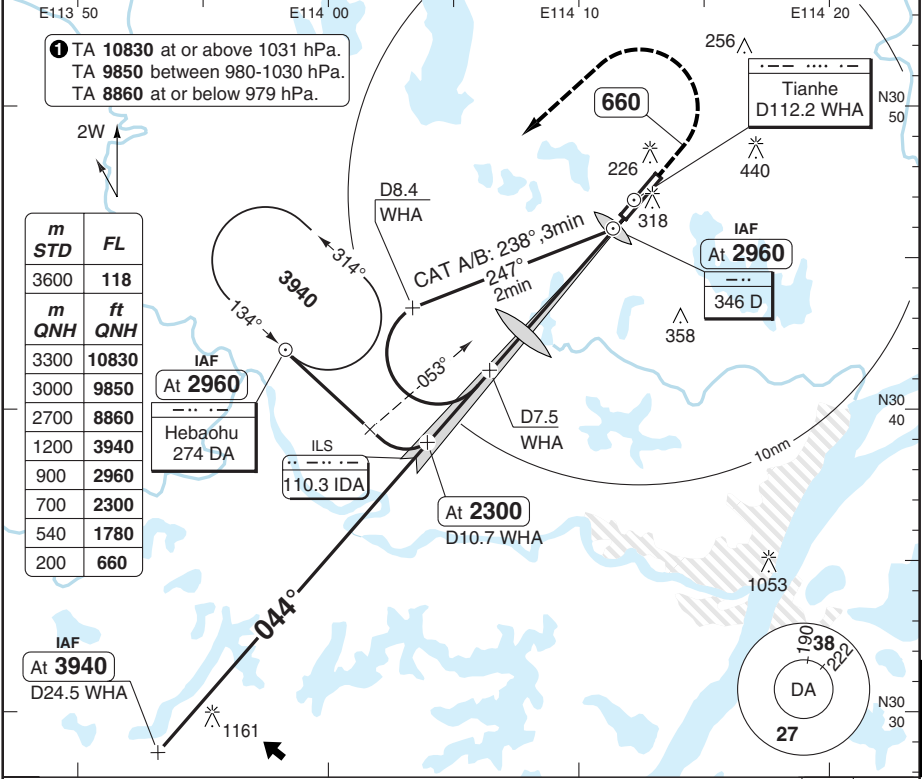 E113 50
E114 00
E114 10
E114 20
❶ TA 10830 at or above 1031 hPa.
TA 9850 between 980-1030 hPa.
TA 8860 at or below 979 hPa.
256
Tianhe
D112.2 WHA
N30
50
660
2W
226
440
D8.4
WHA
318
m
STD
FL
3600 118
m
QNH
ft
QNH
3300 10830
3000 9850
2700 8860
1200 3940
900 2960
700 2300
540 1780
200 660
IAF
At 2960
346 D
CAT A/B: 238°,3min
247°
2min
314°
3940
134°
358
IAF
At 2960
Hebaohu
274 DA
053°
D7.5
WHA
N30
40
10nm
ILS
110.3 IDA
At 2300
D10.7 WHA
1053
044°
IAF
At 3940
D24.5 WHA
1161
190
38
222
DA
27
N30
30